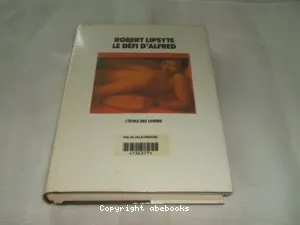 ROBERT LIPSYTE
LE DÉFI D'ALFRED
L'ÉCOLE DES LOISIRS
Copyright abebooks